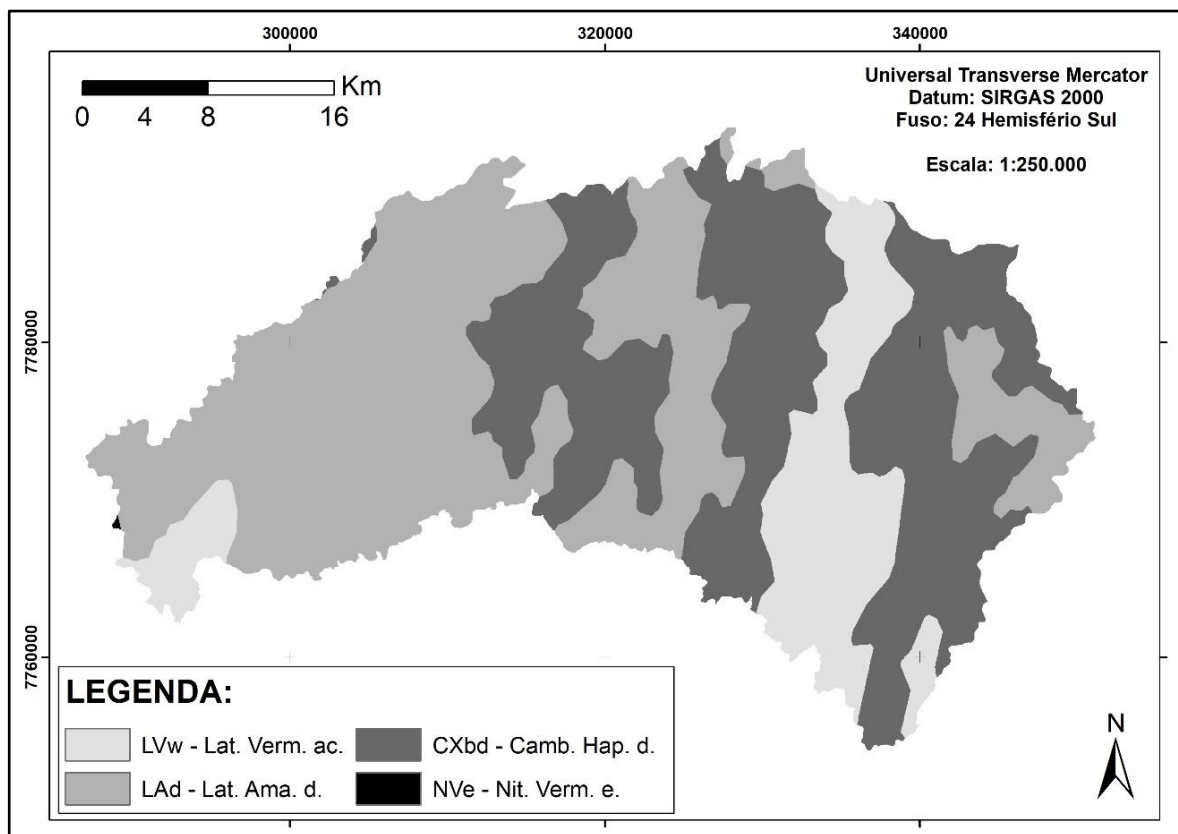 300000 320000 340000
Km
0 4 8 16
Universal Transverse Mercator
Datum: SIRGAS 2000
Fuso: 24 Hemisfério Sul
Escala: 1:250.000
7780000
7760000
LEGENDA:
LVw - Lat. Verm. ac.
CXbd - Camb. Hap. d.
LAd - Lat. Ama. d.
NVe - Nit. Verm. e.
N